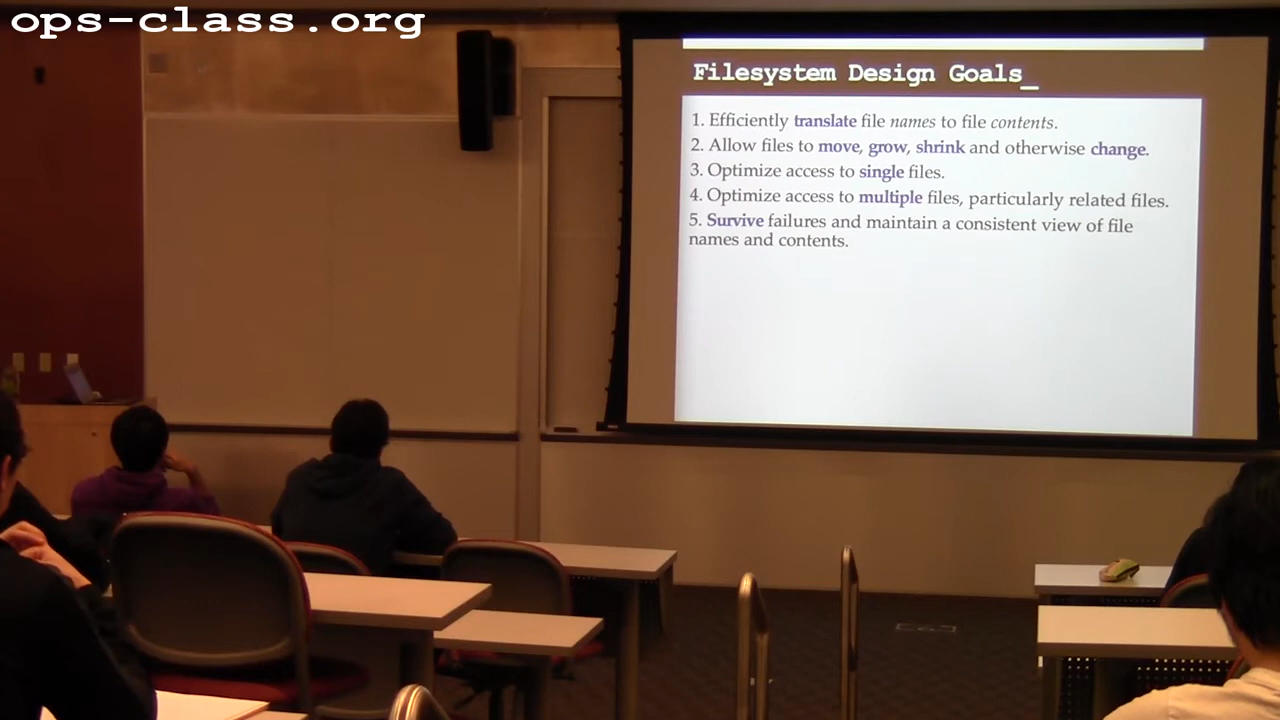 ops-class.org
Filesystem Design Goals_
1. Efficiently translate file names to file contents.
2. Allow files to move, grow, shrink and otherwise change.
3. Optimize access to single files.
4. Optimize access to multiple files, particularly related files.
5. Survive failures and maintain a consistent view of file
names and contents.